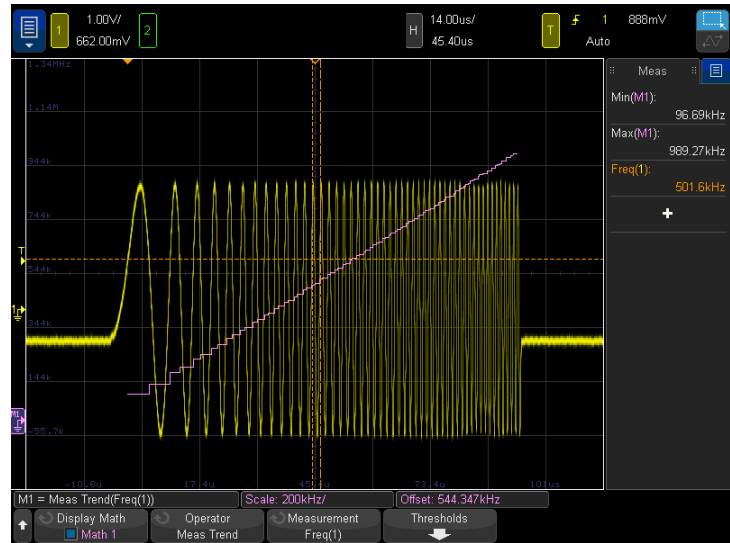 1 1.00V/ 2 H 14.00us/ T 1 888mV
662.00mV 45.40us Auto
1.34MHz
1.14M
944k
744k
544k
344k
144k
-55.7k
-10.6u 17.4u 45.4u 73.4u 101us
T
1
M1
Meas
Min(M1):
96.69kHz
Max(M1):
989.27kHz
Freq(1):
501.6kHz
+
M1 = Meas Trend(Freq(1)) Scale: 200kHz/ Offset: 544.347kHz
Display Math Operator Measurement Thresholds
Math 1 Meas Trend Freq(1)